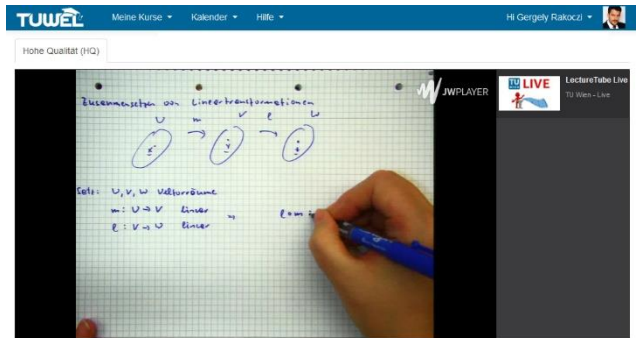 TUWEL Meine Kurse Kalender Hilfe Hi Gergely Rakoczi
Hohe Qualität (HQ)
JWPLAYER
TU LIVE LectureTube Live
TU Wien - Live
Zusammensetzen von Lineartransformationen
U m V l W
x y z
Satz: U, V, W Vektorräume
m: U → V linear
l: V → W linear
l ∘ m